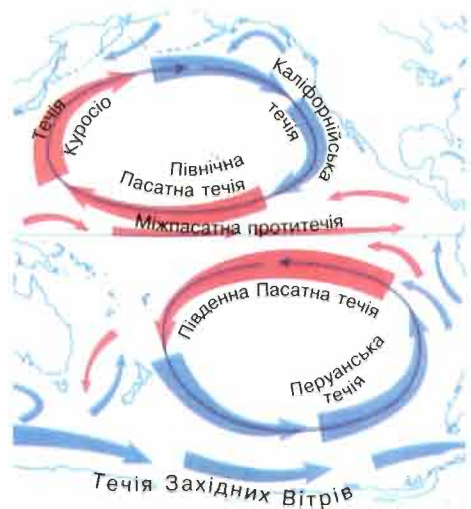 Каліфорнійська
течія
Течія
Куросіо
Північна
Пасатна течія
Міжпасатна протитечія
Південна Пасатна течія
Перуанська
течія
Течія Західних Вітрів